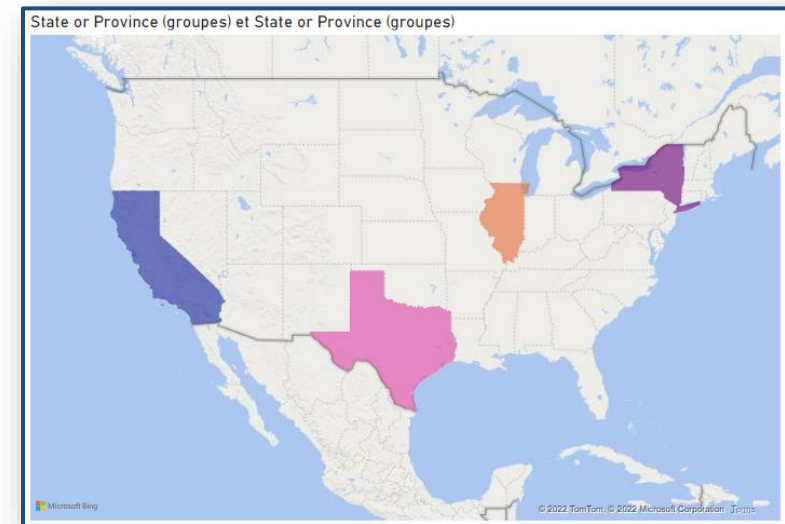 State or Province (groupes) et State or Province (groupes)
Microsoft Bing
© 2022 TomTom, © 2022 Microsoft Corporation Terms